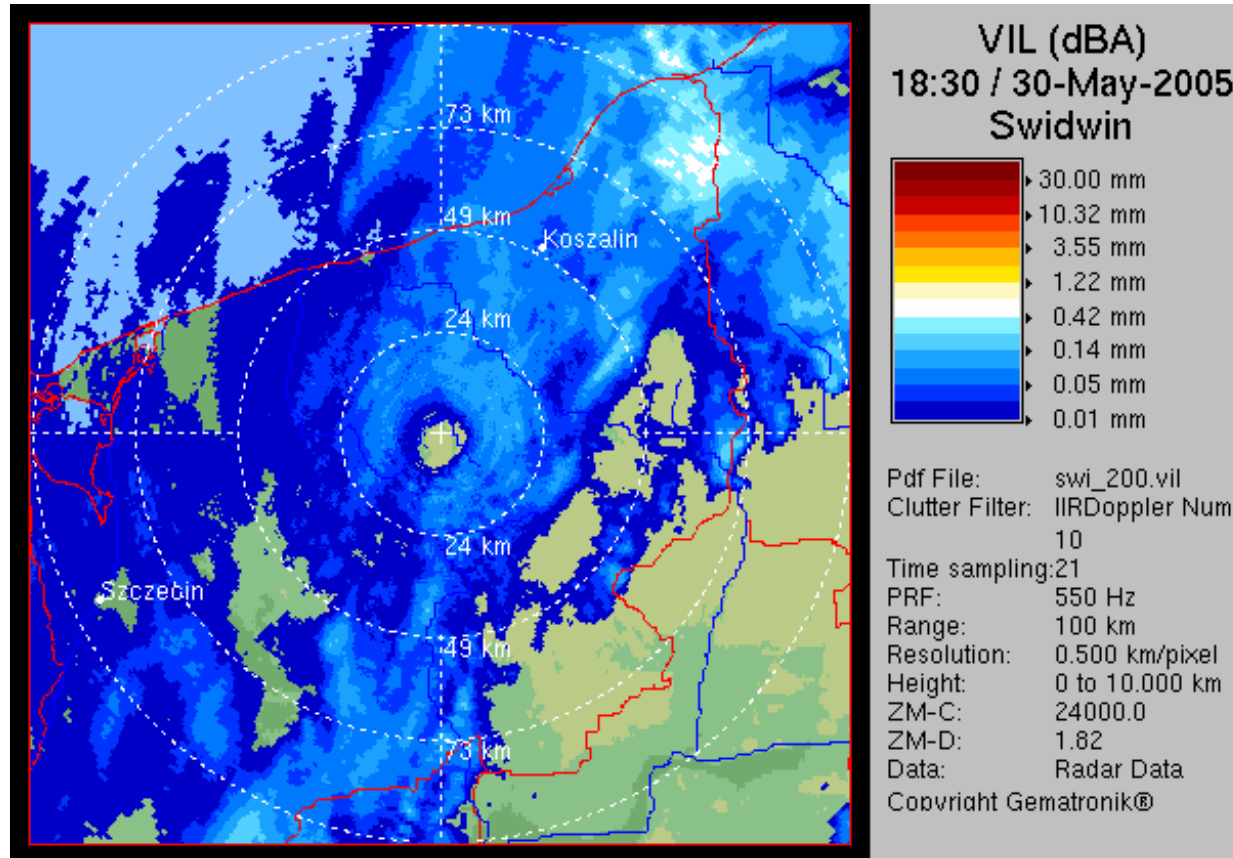 VIL (dBA)
18:30 / 30-May-2005
Swidwin
73 km
49 km
Koszalin
24 km
24 km
Szczecin
49 km
73 km
30.00 mm
10.32 mm
3.55 mm
1.22 mm
0.42 mm
0.14 mm
0.05 mm
0.01 mm
Pdf File: swi_200.vil
Clutter Filter: IIRDoppler Num
10
Time sampling:21
PRF: 550 Hz
Range: 100 km
Resolution: 0.500 km/pixel
Height: 0 to 10.000 km
ZM-C: 24000.0
ZM-D: 1.82
Data: Radar Data
Copyright Gematronik®